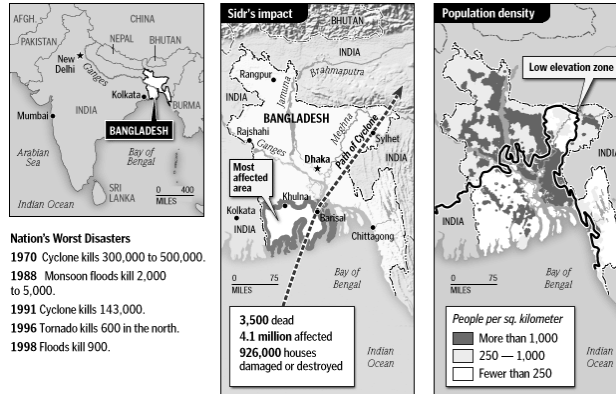 AFGH.
CHINA
PAKISTAN
NEPAL
BHUTAN
New
Delhi
Ganges
Kolkata
INDIA
BURMA
Mumbai
BANGLADESH
Arabian
Sea
Bay of
Bengal
SRI
LANKA
Indian Ocean
0 400
MILES
Nation's Worst Disasters
1970 Cyclone kills 300,000 to 500,000.
1988 Monsoon floods kill 2,000
to 5,000.
1991 Cyclone kills 143,000.
1996 Tornado kills 600 in the north.
1998 Floods kill 900.
Sidr's impact
BHUTAN
INDIA
Rangpur
Brahmaputra
Jamuna
INDIA
BANGLADESH
Meghna
Rajshahi
Ganges
Sylhet
Dhaka
Path of Cyclone
INDIA
Most
affected
area
Khulna
Kolkata
Barisal
INDIA
Chittagong
0 75
MILES
Bay of
Bengal
3,500 dead
4.1 million affected
926,000 houses
damaged or destroyed
Indian
Ocean
Population density
Low elevation zone
INDIA
INDIA
0 75
MILES
Bay of
Bengal
People per sq. kilometer
More than 1,000
250 — 1,000
Fewer than 250
Indian
Ocean